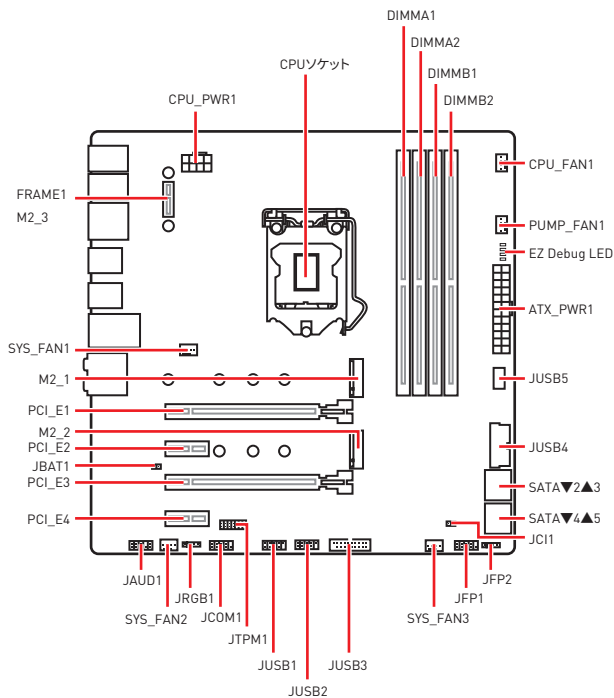 DIMMA1
DIMMA2
CPUソケット
DIMMB1
DIMMB2
CPU_PWR1
CPU_FAN1
FRAME1
M2_3
PUMP_FAN1
EZ Debug LED
ATX_PWR1
SYS_FAN1
M2_1
JUSB5
PCI_E1
M2_2
PCI_E2
JUSB4
JBAT1
PCI_E3
SATA▼2▲3
PCI_E4
SATA▼4▲5
JCI1
JAUD1
JRGB1
SYS_FAN2
JCOM1
JTPM1
JUSB1
JUSB2
JUSB3
SYS_FAN3
JFP1
JFP2